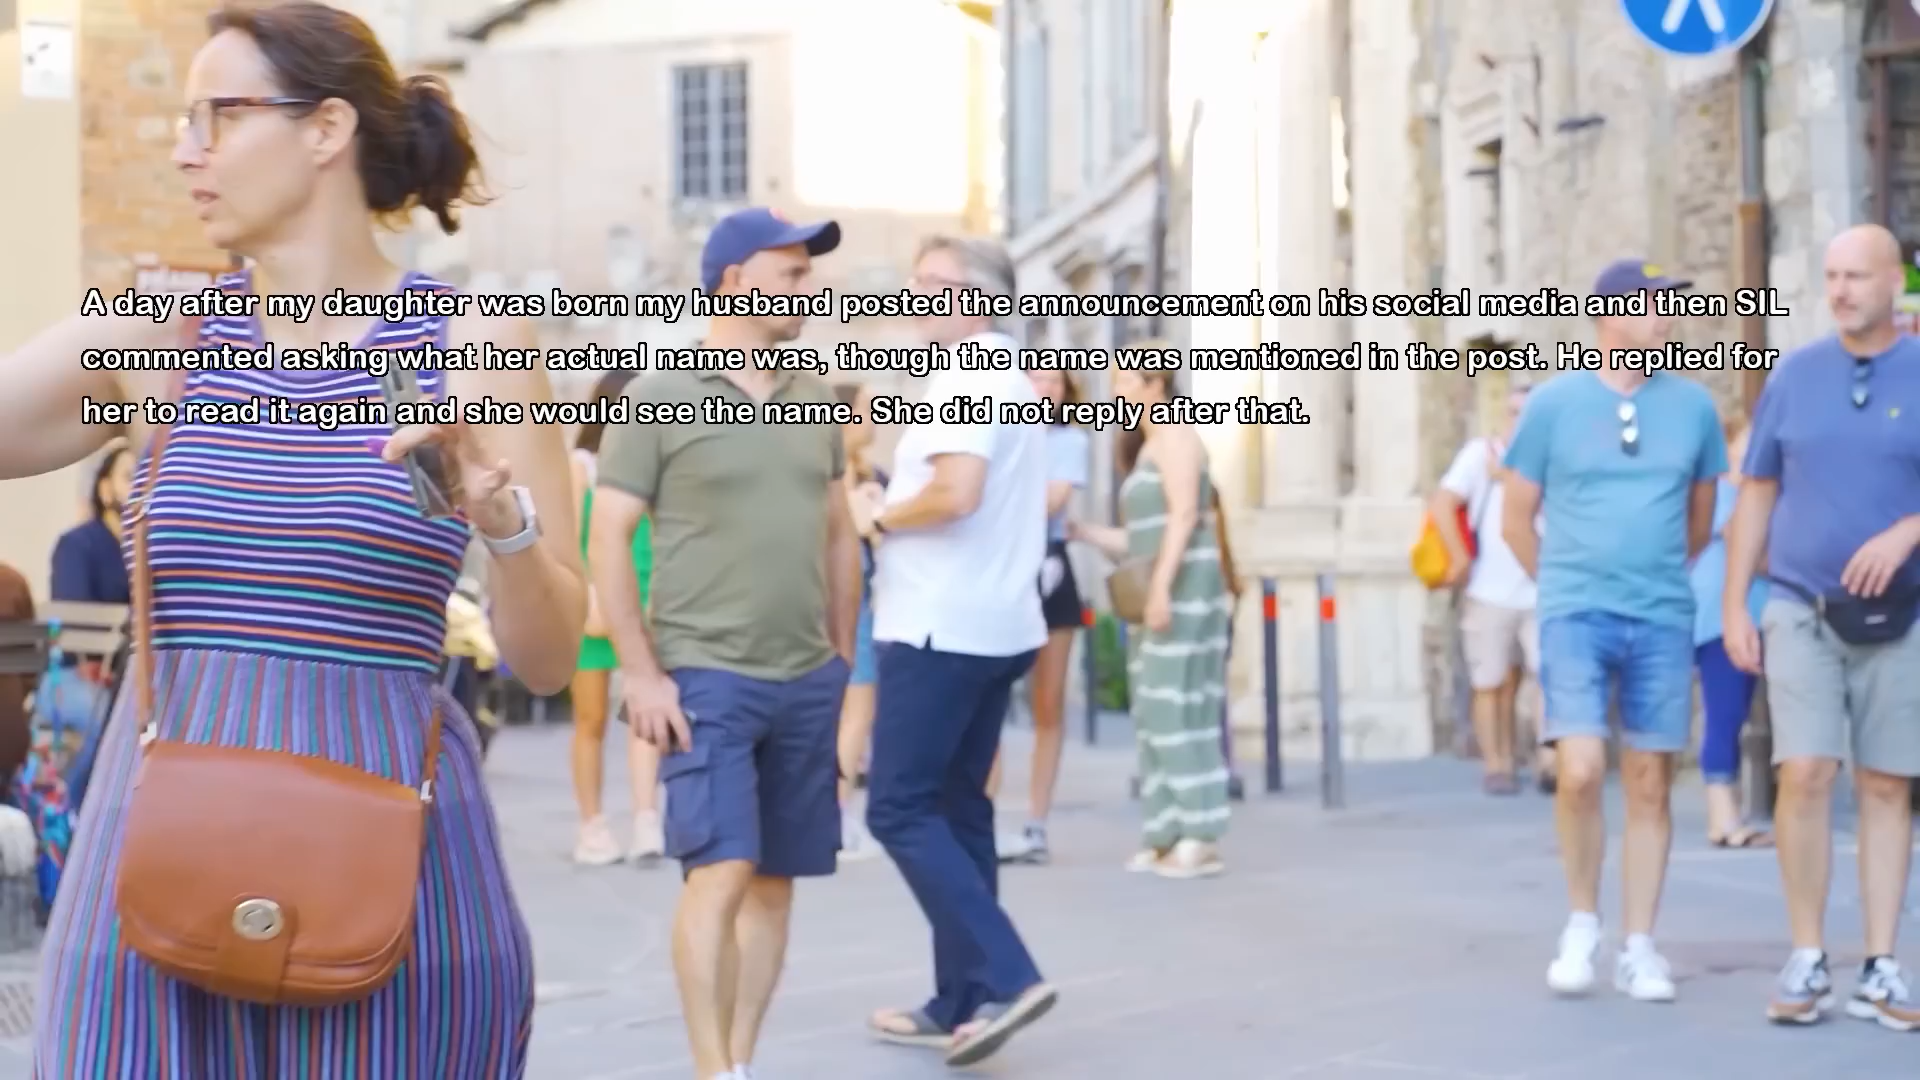 A day after my daughter was born my husband posted the announcement on his social media and then SIL
commented asking what her actual name was, though the name was mentioned in the post. He replied for
her to read it again and she would see the name. She did not reply after that.